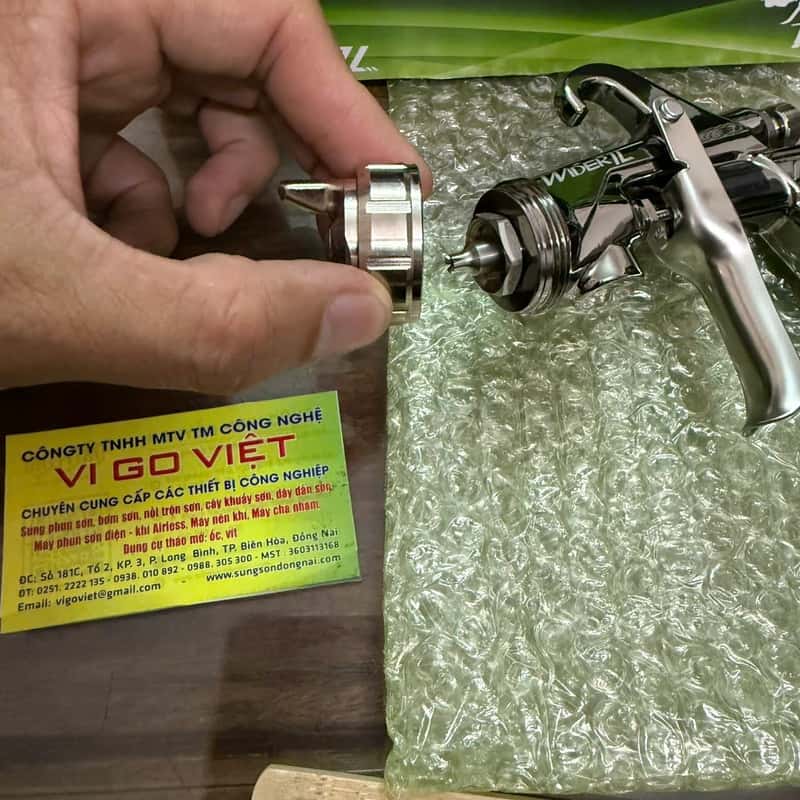 1L
WIDER1L
CÔNGTY TNHH MTV TM CÔNG NGHỆ
VI GO VIỆT
CHUYÊN CUNG CẤP CÁC THIẾT BỊ CÔNG NGHIỆP
Súng phun sơn, bơm sơn, nồi trộn sơn, cây khuấy sơn, dây dẫn sơn,
Máy phun sơn điện - khí Airless, Máy nén khí, Máy chà nhám.
Dụng cụ tháo mở: ốc, vít
ĐC: Số 181C, Tổ 2, KP. 3, P. Long Bình, TP. Biên Hòa, Đồng Nai
ĐT: 0251. 2222 135 - 0938. 010 892 - 0988. 305 300 - MST: 3603113168
Email: vigoviet@gmail.com www.sungsondongnai.com